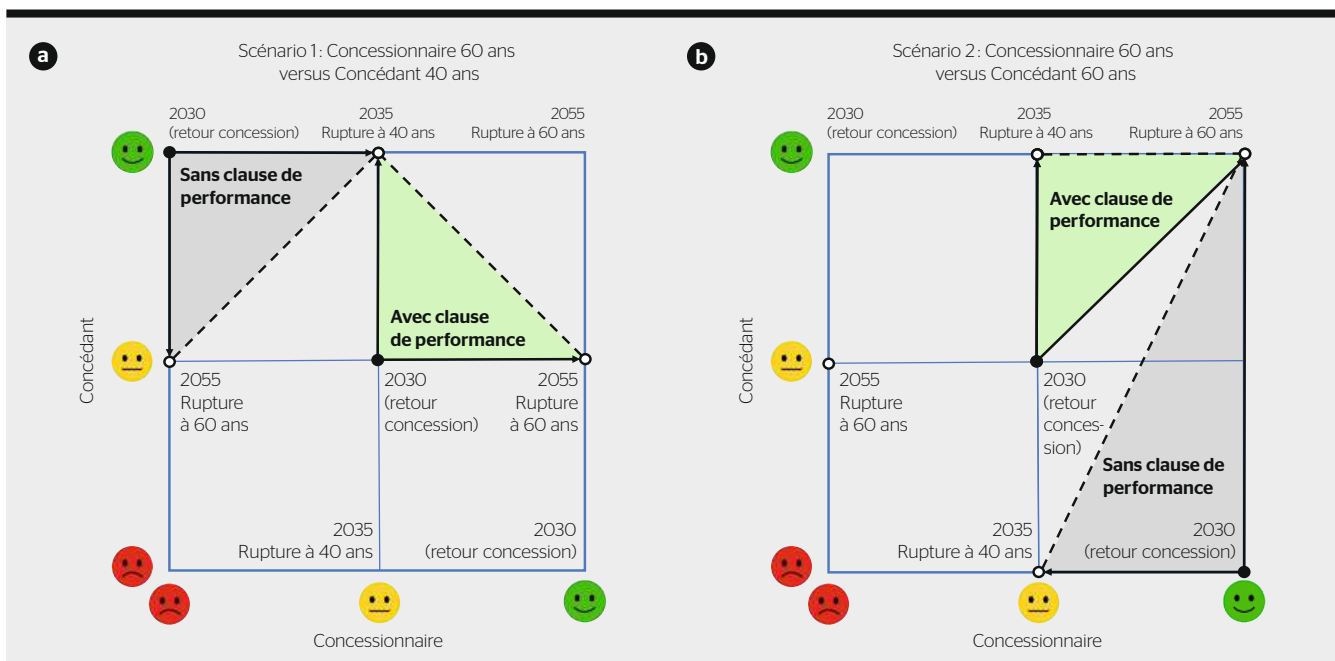 a
Scénario 1: Concessionnaire 60 ans
versus Concédant 40 ans
2030
(retour concession)
2035
Rupture à 40 ans
2055
Rupture à 60 ans
Sans clause de
performance
Avec clause
de performance
Concédant
2055
Rupture
à 60 ans
2030
(retour
concession)
2055
Rupture
à 60 ans
2035
Rupture à 40 ans
2030
(retour concession)
Concessionnaire
b
Scénario 2: Concessionnaire 60 ans
versus Concédant 60 ans
2030
(retour concession)
2035
Rupture à 40 ans
2055
Rupture à 60 ans
Avec clause de
performance
Concédant
2055
Rupture
à 60 ans
2030
(retour
conces-
sion)
Sans clause de
performance
2035
Rupture à 40 ans
2030
(retour concession)
Concessionnaire